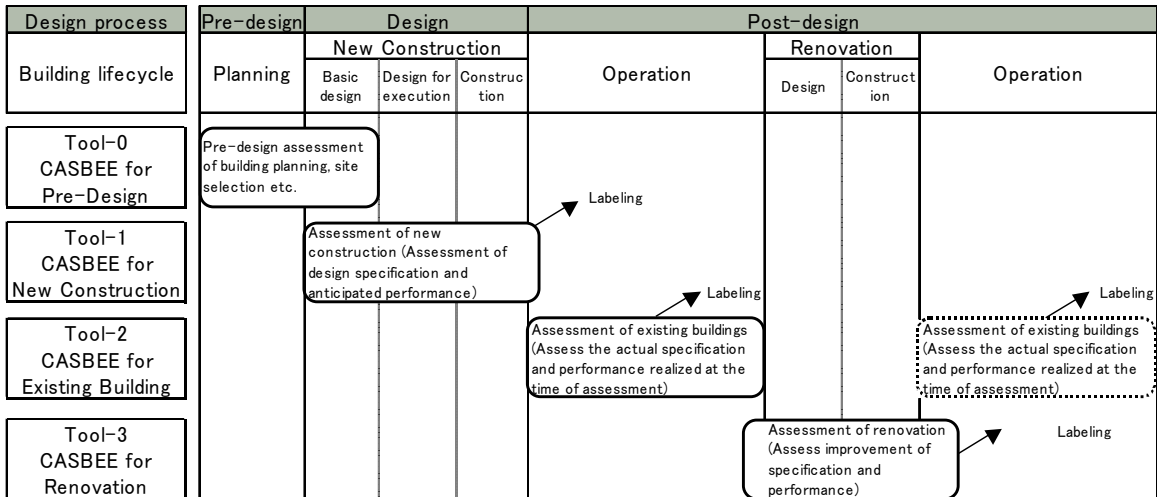 Design process
Pre-design
Design
Post-design
Building lifecycle
Planning
New Construction
Basic
design
Design for
execution
Construc
tion
Operation
Renovation
Design
Construct
ion
Operation
Tool-0
CASBEE for
Pre-Design
Pre-design assessment
of building planning, site
selection etc.
Labeling
Tool-1
CASBEE for
New Construction
Assessment of new
construction (Assessment of
design specification and
anticipated performance)
Labeling
Labeling
Tool-2
CASBEE for
Existing Building
Assessment of existing buildings
(Assess the actual specification
and performance realized at the
time of assessment)
Assessment of existing buildings
(Assess the actual specification
and performance realized at the
time of assessment)
Tool-3
CASBEE for
Renovation
Assessment of renovation
(Assess improvement of
specification and
performance)
Labeling